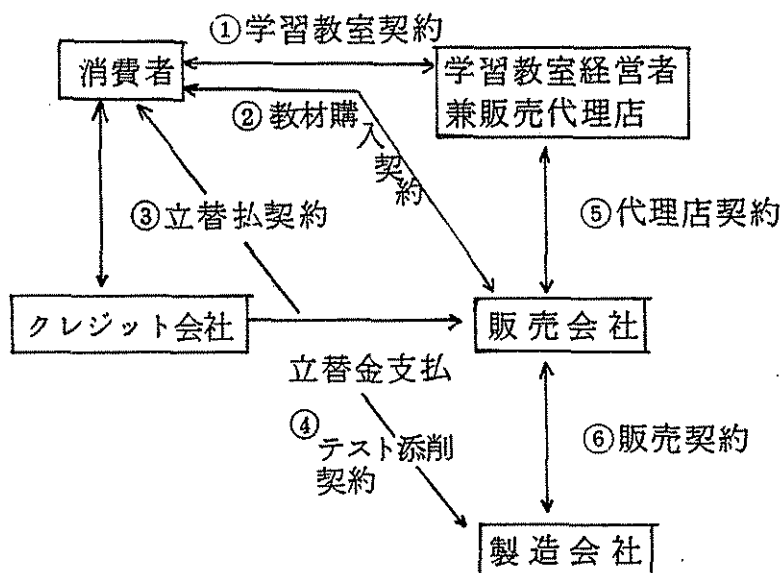 ①学習教室契約
消費者
学習教室経営者
兼販売代理店
②教材購入契約
③立替払契約
⑤代理店契約
クレジット会社
販売会社
立替金支払
④テスト添削
契約
⑥販売契約
製造会社